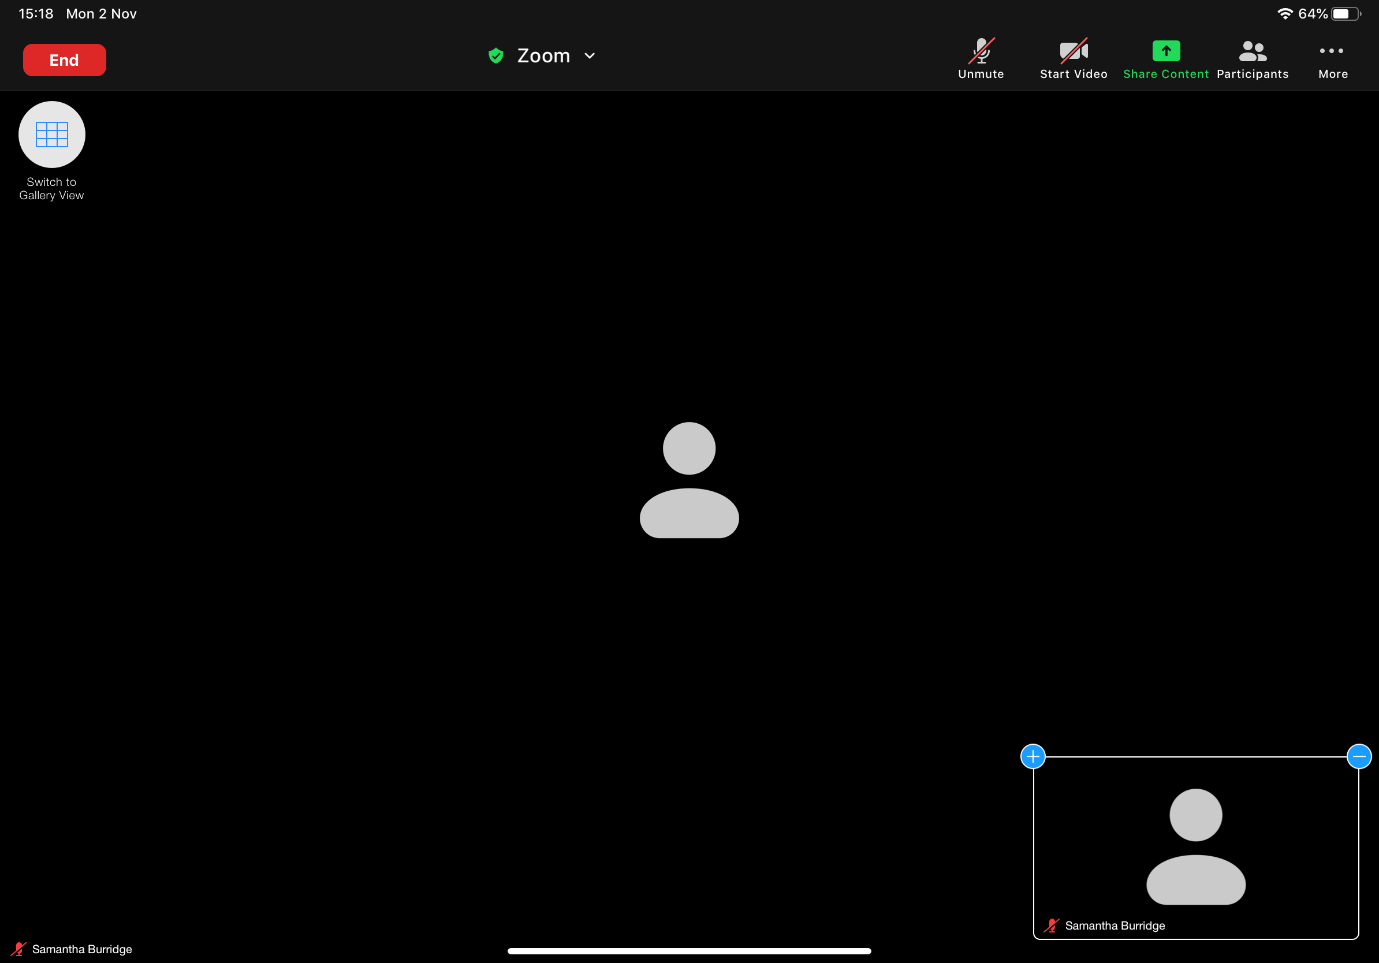 15:18 Mon 2 Nov
64%
End
Zoom
Unmute
Start Video
Share Content
Participants
More
Switch to
Gallery View
Samantha Burridge
Samantha Burridge